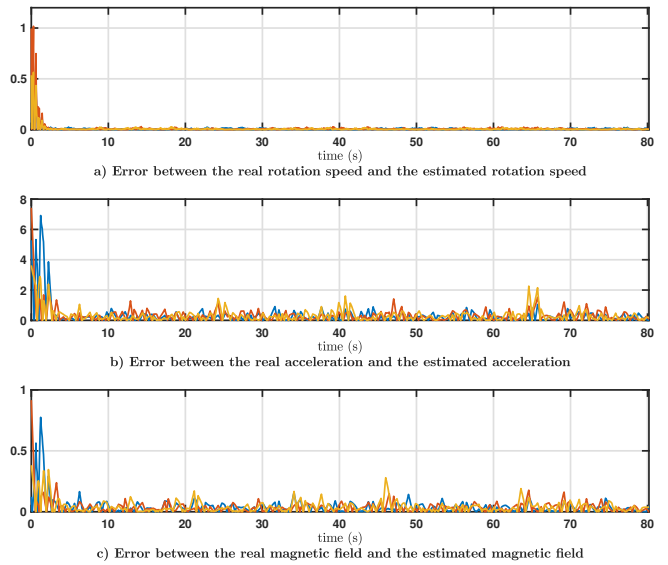 1
0.5
0
0 10 20 30 40 50 60 70 80
time (s)
a) Error between the real rotation speed and the estimated rotation speed
8
6
4
2
0
0 10 20 30 40 50 60 70 80
time (s)
b) Error between the real acceleration and the estimated acceleration
1
0.5
0
0 10 20 30 40 50 60 70 80
time (s)
c) Error between the real magnetic field and the estimated magnetic field